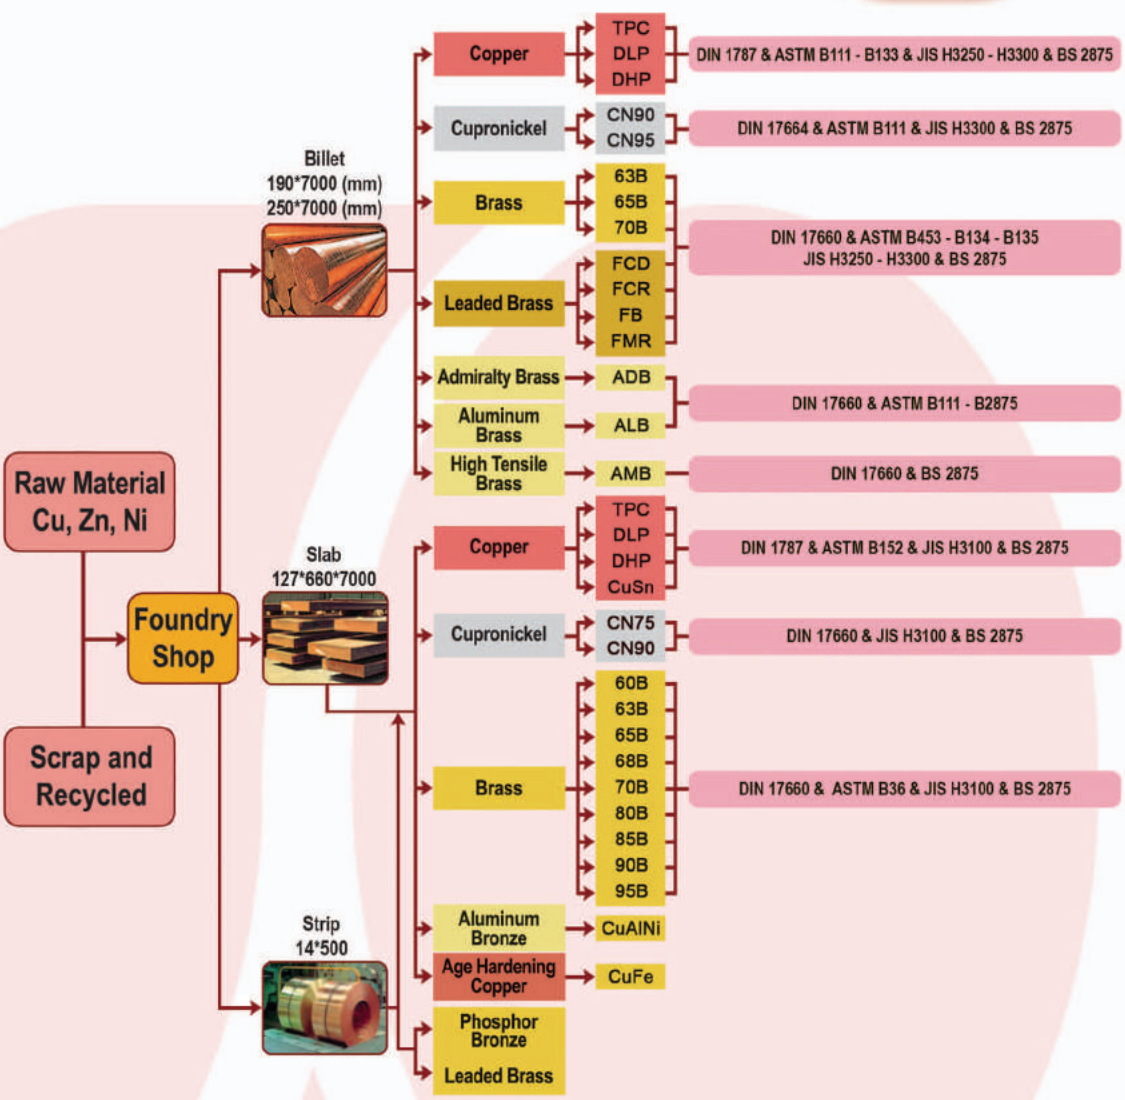 Raw Material
Cu, Zn, Ni
Scrap and
Recycled
Foundry
Shop
Billet
190*7000 (mm)
250*7000 (mm)
Copper
TPC
DLP
DHP
DIN 1787 & ASTM B111 - B133 & JIS H3250 - H3300 & BS 2875
Cupronickel
CN90
CN95
DIN 17664 & ASTM B111 & JIS H3300 & BS 2875
Brass
63B
65B
70B
Leaded Brass
FCD
FCR
FB
FMR
DIN 17660 & ASTM B453 - B134 - B135
JIS H3250 - H3300 & BS 2875
Admiralty Brass
ADB
Aluminum
Brass
ALB
DIN 17660 & ASTM B111 - B2875
High Tensile
Brass
AMB
DIN 17660 & BS 2875
Slab
127*660*7000
Copper
TPC
DLP
DHP
CuSn
DIN 1787 & ASTM B152 & JIS H3100 & BS 2875
Cupronickel
CN75
CN90
DIN 17660 & JIS H3100 & BS 2875
Brass
60B
63B
65B
68B
70B
80B
85B
90B
95B
DIN 17660 & ASTM B36 & JIS H3100 & BS 2875
Aluminum
Bronze
CuAlNi
Age Hardening
Copper
CuFe
Strip
14*500
Phosphor
Bronze
Leaded Brass